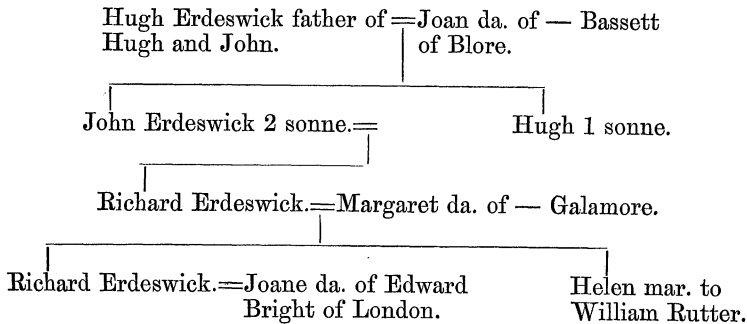 Hugh Erdeswick father of = Joan da. of — Bassett
Hugh and John. of Blore.
John Erdeswick 2 sonne. = Hugh 1 sonne.
Richard Erdeswick. = Margaret da. of — Galamore.
Richard Erdeswick. = Joane da. of Edward Helen mar. to
Bright of London. William Rutter.